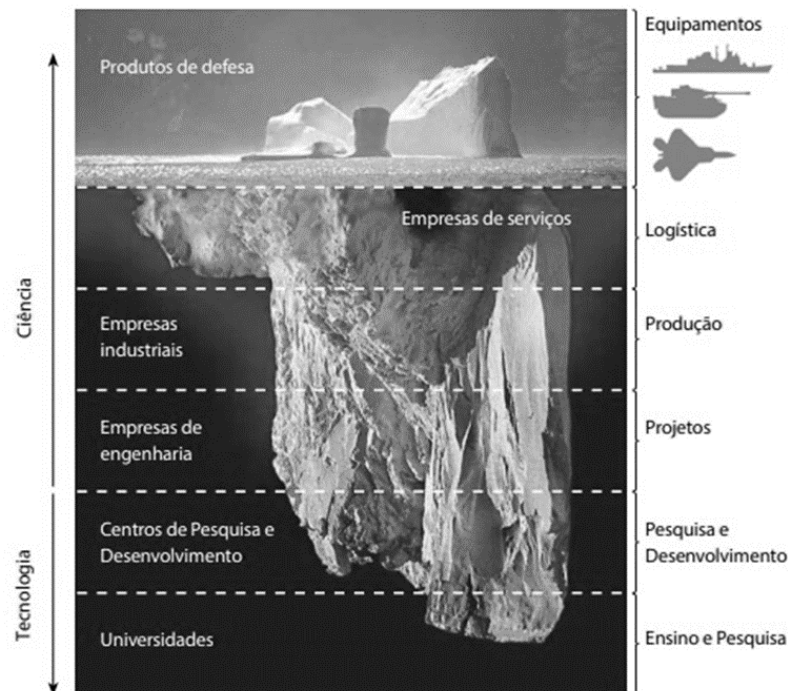 Equipamentos
Produtos de defesa
Empresas de serviços
Logística
Ciência
Empresas
industriais
Produção
Empresas de
engenharia
Projetos
Tecnologia
Centros de Pesquisa e
Desenvolvimento
Pesquisa e
Desenvolvimento
Universidades
Ensino e Pesquisa